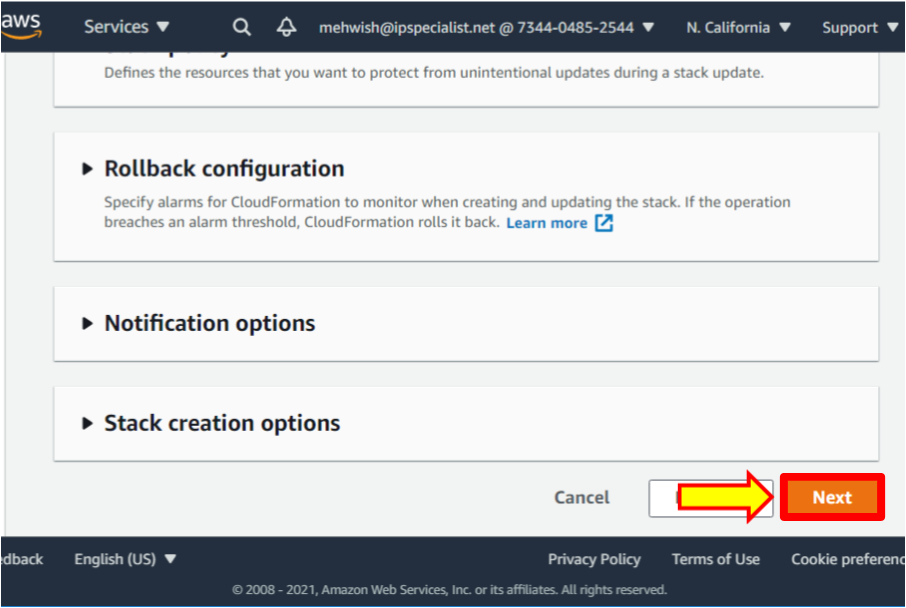 aws
Services ▼
mehwish@ipspecialist.net @ 7344-0485-2544 ▼
N. California ▼
Support ▼
Defines the resources that you want to protect from unintentional updates during a stack update.
Rollback configuration
Specify alarms for CloudFormation to monitor when creating and updating the stack. If the operation
breaches an alarm threshold, CloudFormation rolls it back. Learn more
Notification options
Stack creation options
Cancel
Next
edback
English (US) ▼
Privacy Policy
Terms of Use
Cookie preferenc
© 2008 - 2021, Amazon Web Services, Inc. or its affiliates. All rights reserved.